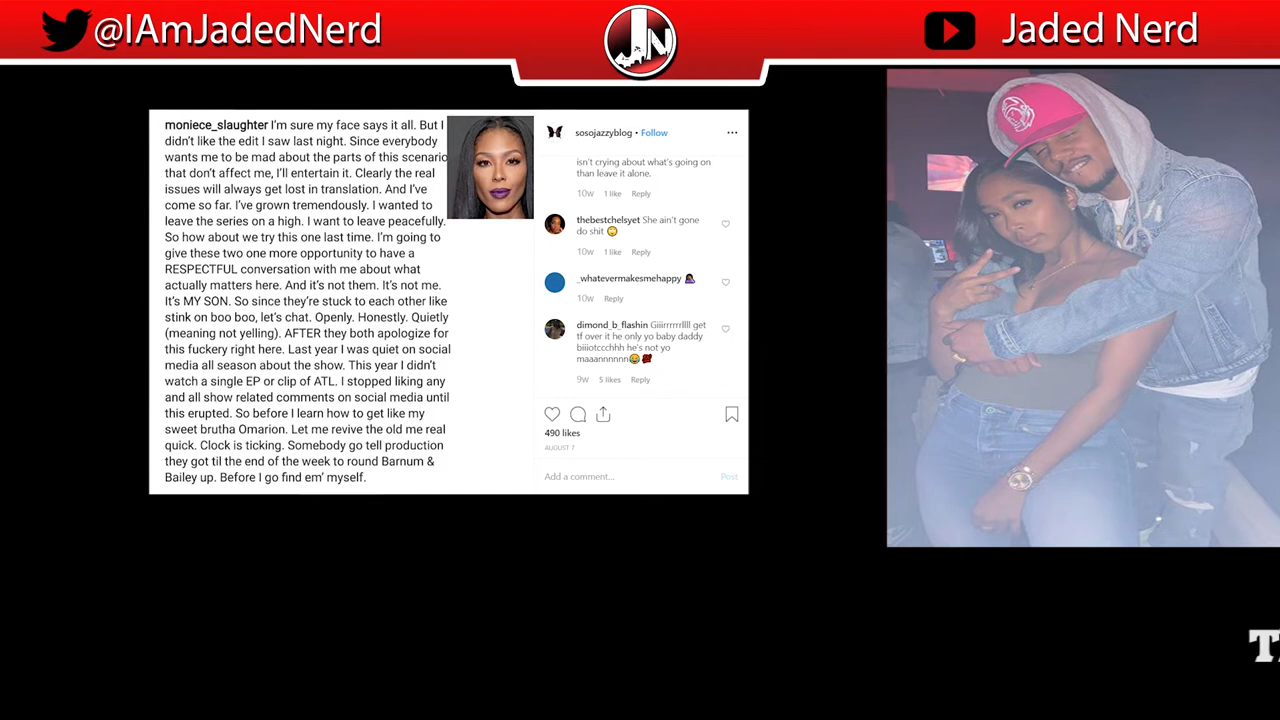 @IAmJadedNerd
JN
Jaded Nerd
moniece_slaughter I'm sure my face says it all. But I
didn't like the edit I saw last night. Since everybody
wants me to be mad about the parts of this scenario
that don't affect me, I'll entertain it. Clearly the real
issues will always get lost in translation. And I've
come so far. I've grown tremendously. I wanted to
leave the series on a high. I want to leave peacefully.
So how about we try this one last time. I'm going to
give these two one more opportunity to have a
RESPECTFUL conversation with me about what
actually matters here. And it's not them. It's not me.
It's MY SON. So since they're stuck to each other like
stink on boo boo, let's chat. Openly. Honestly. Quietly
(meaning not yelling). AFTER they both apologize for
this fuckery right here. Last year I was quiet on social
media all season about the show. This year I didn't
watch a single EP or clip of ATL. I stopped liking any
and all show related comments on social media until
this erupted. So before I learn how to get like my
sweet brutha Omarion. Let me revive the old me real
quick. Clock is ticking. Somebody go tell production
they got til the end of the week to round Barnum &
Bailey up. Before I go find em' myself.
sosojazzyblog • Follow
isn't crying about what's going on
than leave it alone.
10w 1 like Reply
thebestchelsyet She ain't gone
do shit 🙄
10w 1 like Reply
_whatevermakesmehappy
10w Reply
dimond_b_flashin Giiirrrrrllll get
tf over it he only yo baby daddy
biiiotccchhh he's not yo
maaannnnnn
9w 5 likes Reply
490 likes
AUGUST 7
Add a comment... Post